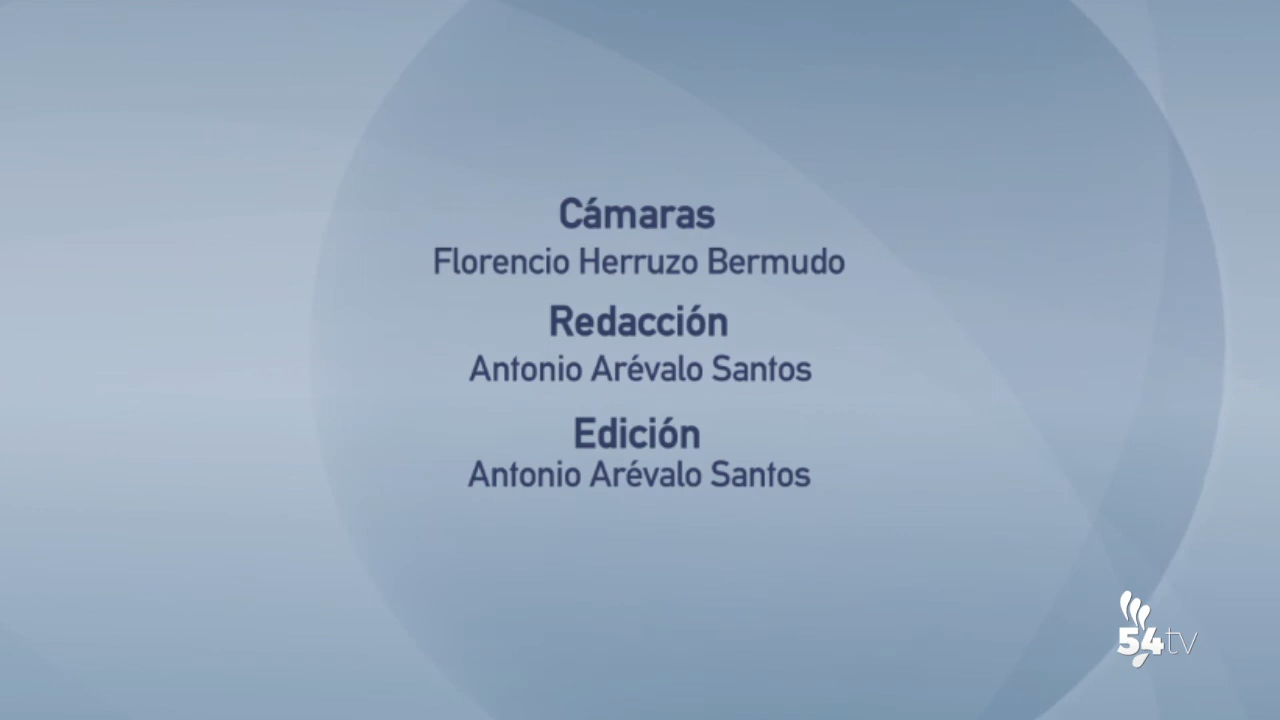 Cámaras
Florencio Herruzo Bermudo
Redacción
Antonio Arévalo Santos
Edición
Antonio Arévalo Santos
54tv